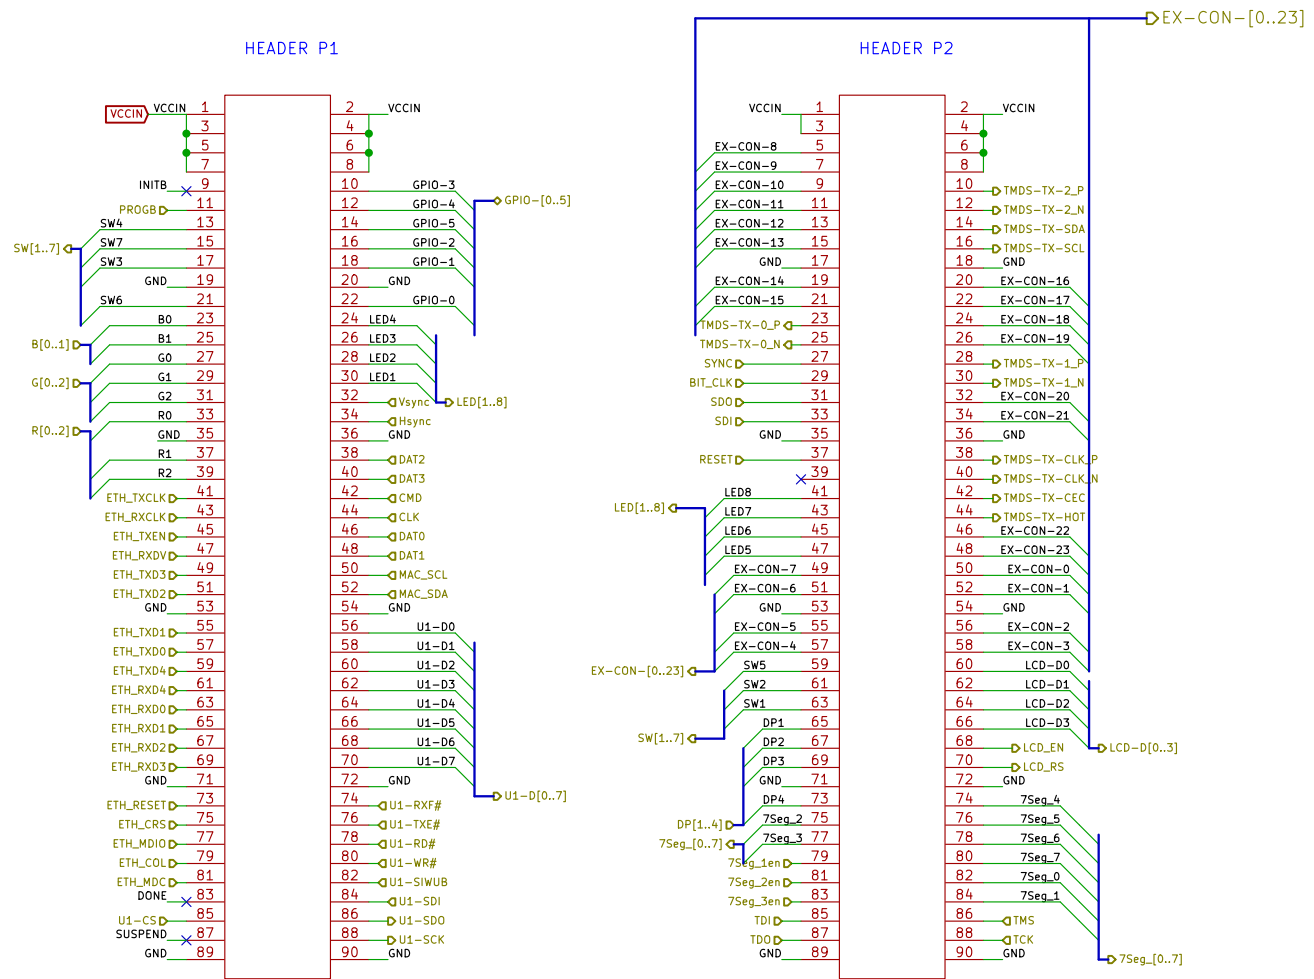 EX-CON-[0..23]
HEADER P1 HEADER P2
VCCIN VCCIN 1 2 VCCIN VCCIN 1 2 VCCIN
3 4 3 4
5 6 EX-CON-8 5 6
7 8 EX-CON-9 7 8
INITB 9 10 GPIO-3 EX-CON-10 9 10 TMDS-TX-2_P
GPIO-[0..5]
PROGB 11 12 GPIO-4 EX-CON-11 11 12 TMDS-TX-2_N
SW4 13 14 GPIO-5 EX-CON-12 13 14 TMDS-TX-SDA
SW[1..7] SW7 15 16 GPIO-2 EX-CON-13 15 16 TMDS-TX-SCL
SW3 17 18 GPIO-1 GND 17 18 GND
GND 19 20 GND EX-CON-14 19 20 EX-CON-16
SW6 21 22 GPIO-0 EX-CON-15 21 22 EX-CON-17
B0 23 24 LED4 TMDS-TX-0_P 23 24 EX-CON-18
B[0..1] B1 25 26 LED3 TMDS-TX-0_N 25 26 EX-CON-19
G0 27 28 LED2 SYNC 27 28 TMDS-TX-1_P
G[0..2] G1 29 30 LED1 BIT_CLK 29 30 TMDS-TX-1_N
G2 31 32 Vsync LED[1..8] SDO 31 32 EX-CON-20
R0 33 34 Hsync SDI 33 34 EX-CON-21
R[0..2] GND 35 36 GND GND 35 36 GND
R1 37 38 DAT2 RESET 37 38 TMDS-TX-CLK_P
R2 39 40 DAT3 39 40 TMDS-TX-CLK_N
ETH_TXCLK 41 42 CMD LED8 41 42 TMDS-TX-CEC
LED[1..8]
ETH_RXCLK 43 44 CLK LED7 43 44 TMDS-TX-HOT
ETH_TXEN 45 46 DAT0 LED6 45 46 EX-CON-22
ETH_RXDV 47 48 DAT1 LED5 47 48 EX-CON-23
ETH_TXD3 49 50 MAC_SCL EX-CON-7 49 50 EX-CON-0
ETH_TXD2 51 52 MAC_SDA EX-CON-6 51 52 EX-CON-1
GND 53 54 GND GND 53 54 GND
ETH_TXD1 55 56 U1-D0 EX-CON-5 55 56 EX-CON-2
ETH_TXD0 57 58 U1-D1 EX-CON-4 57 58 EX-CON-3
ETH_TXD4 59 60 U1-D2 EX-CON-[0..23] SW5 59 60 LCD-D0
ETH_RXD4 61 62 U1-D3 SW2 61 62 LCD-D1
ETH_RXD0 63 64 U1-D4 SW1 63 64 LCD-D2
ETH_RXD1 65 66 U1-D5 DP1 65 66 LCD-D3
SW[1..7]
ETH_RXD2 67 68 U1-D6 DP2 67 68 LCD_EN LCD-D[0..3]
ETH_RXD3 69 70 U1-D7 DP3 69 70 LCD_RS
GND 71 72 GND GND 71 72 GND
U1-D[0..7]
ETH_RESET 73 74 U1-RXF# DP4 73 74 7Seg_4
ETH_CRS 75 76 U1-TXE# DP[1..4] 7Seg_2 75 76 7Seg_5
ETH_MDIO 77 78 U1-RD# 7Seg_[0..7] 7Seg_3 77 78 7Seg_6
ETH_COL 79 80 U1-WR# 7Seg_1en 79 80 7Seg_7
ETH_MDC 81 82 U1-SIWUB 7Seg_2en 81 82 7Seg_0
DONE 83 84 U1-SDI 7Seg_3en 83 84 7Seg_1
U1-CS 85 86 U1-SDO TDI 85 86 TMS
SUSPEND 87 88 U1-SCK TDO 87 88 TCK
GND 89 90 GND GND 89 90 GND 7Seg_[0..7]